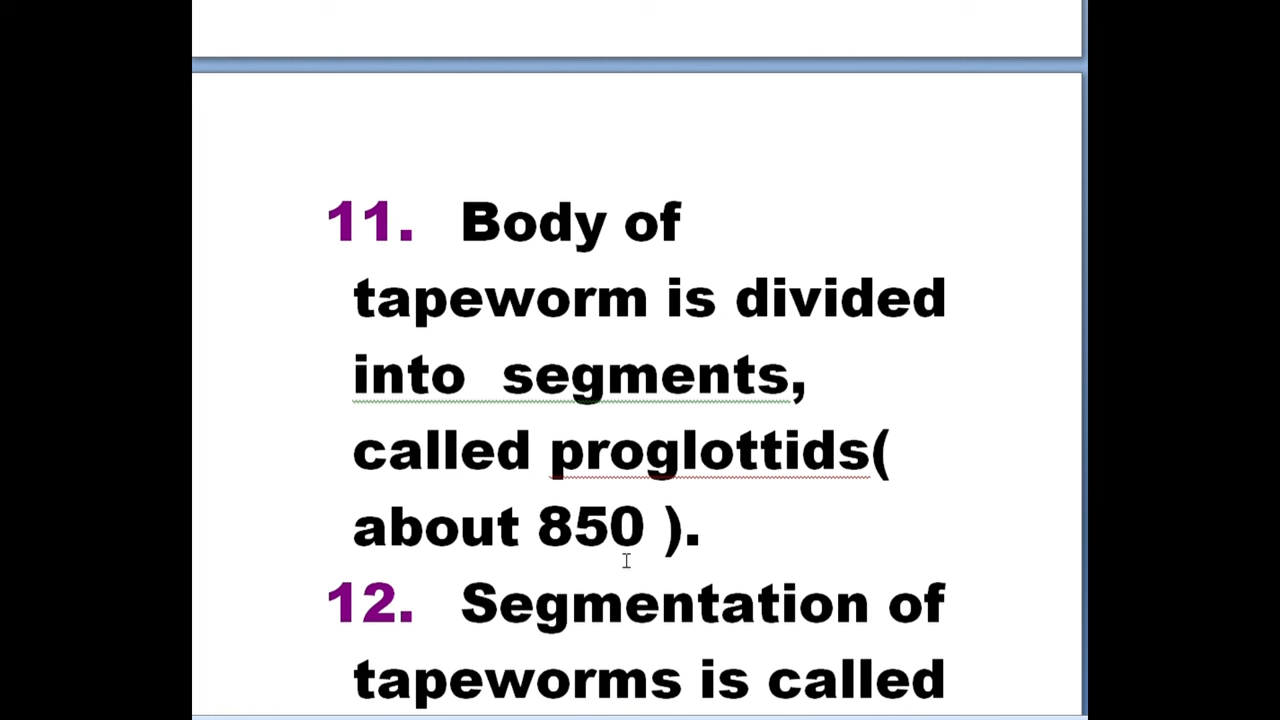 11. Body of
tapeworm is divided
into segments,
called proglottids(
about 850 ).
12. Segmentation of
tapeworms is called